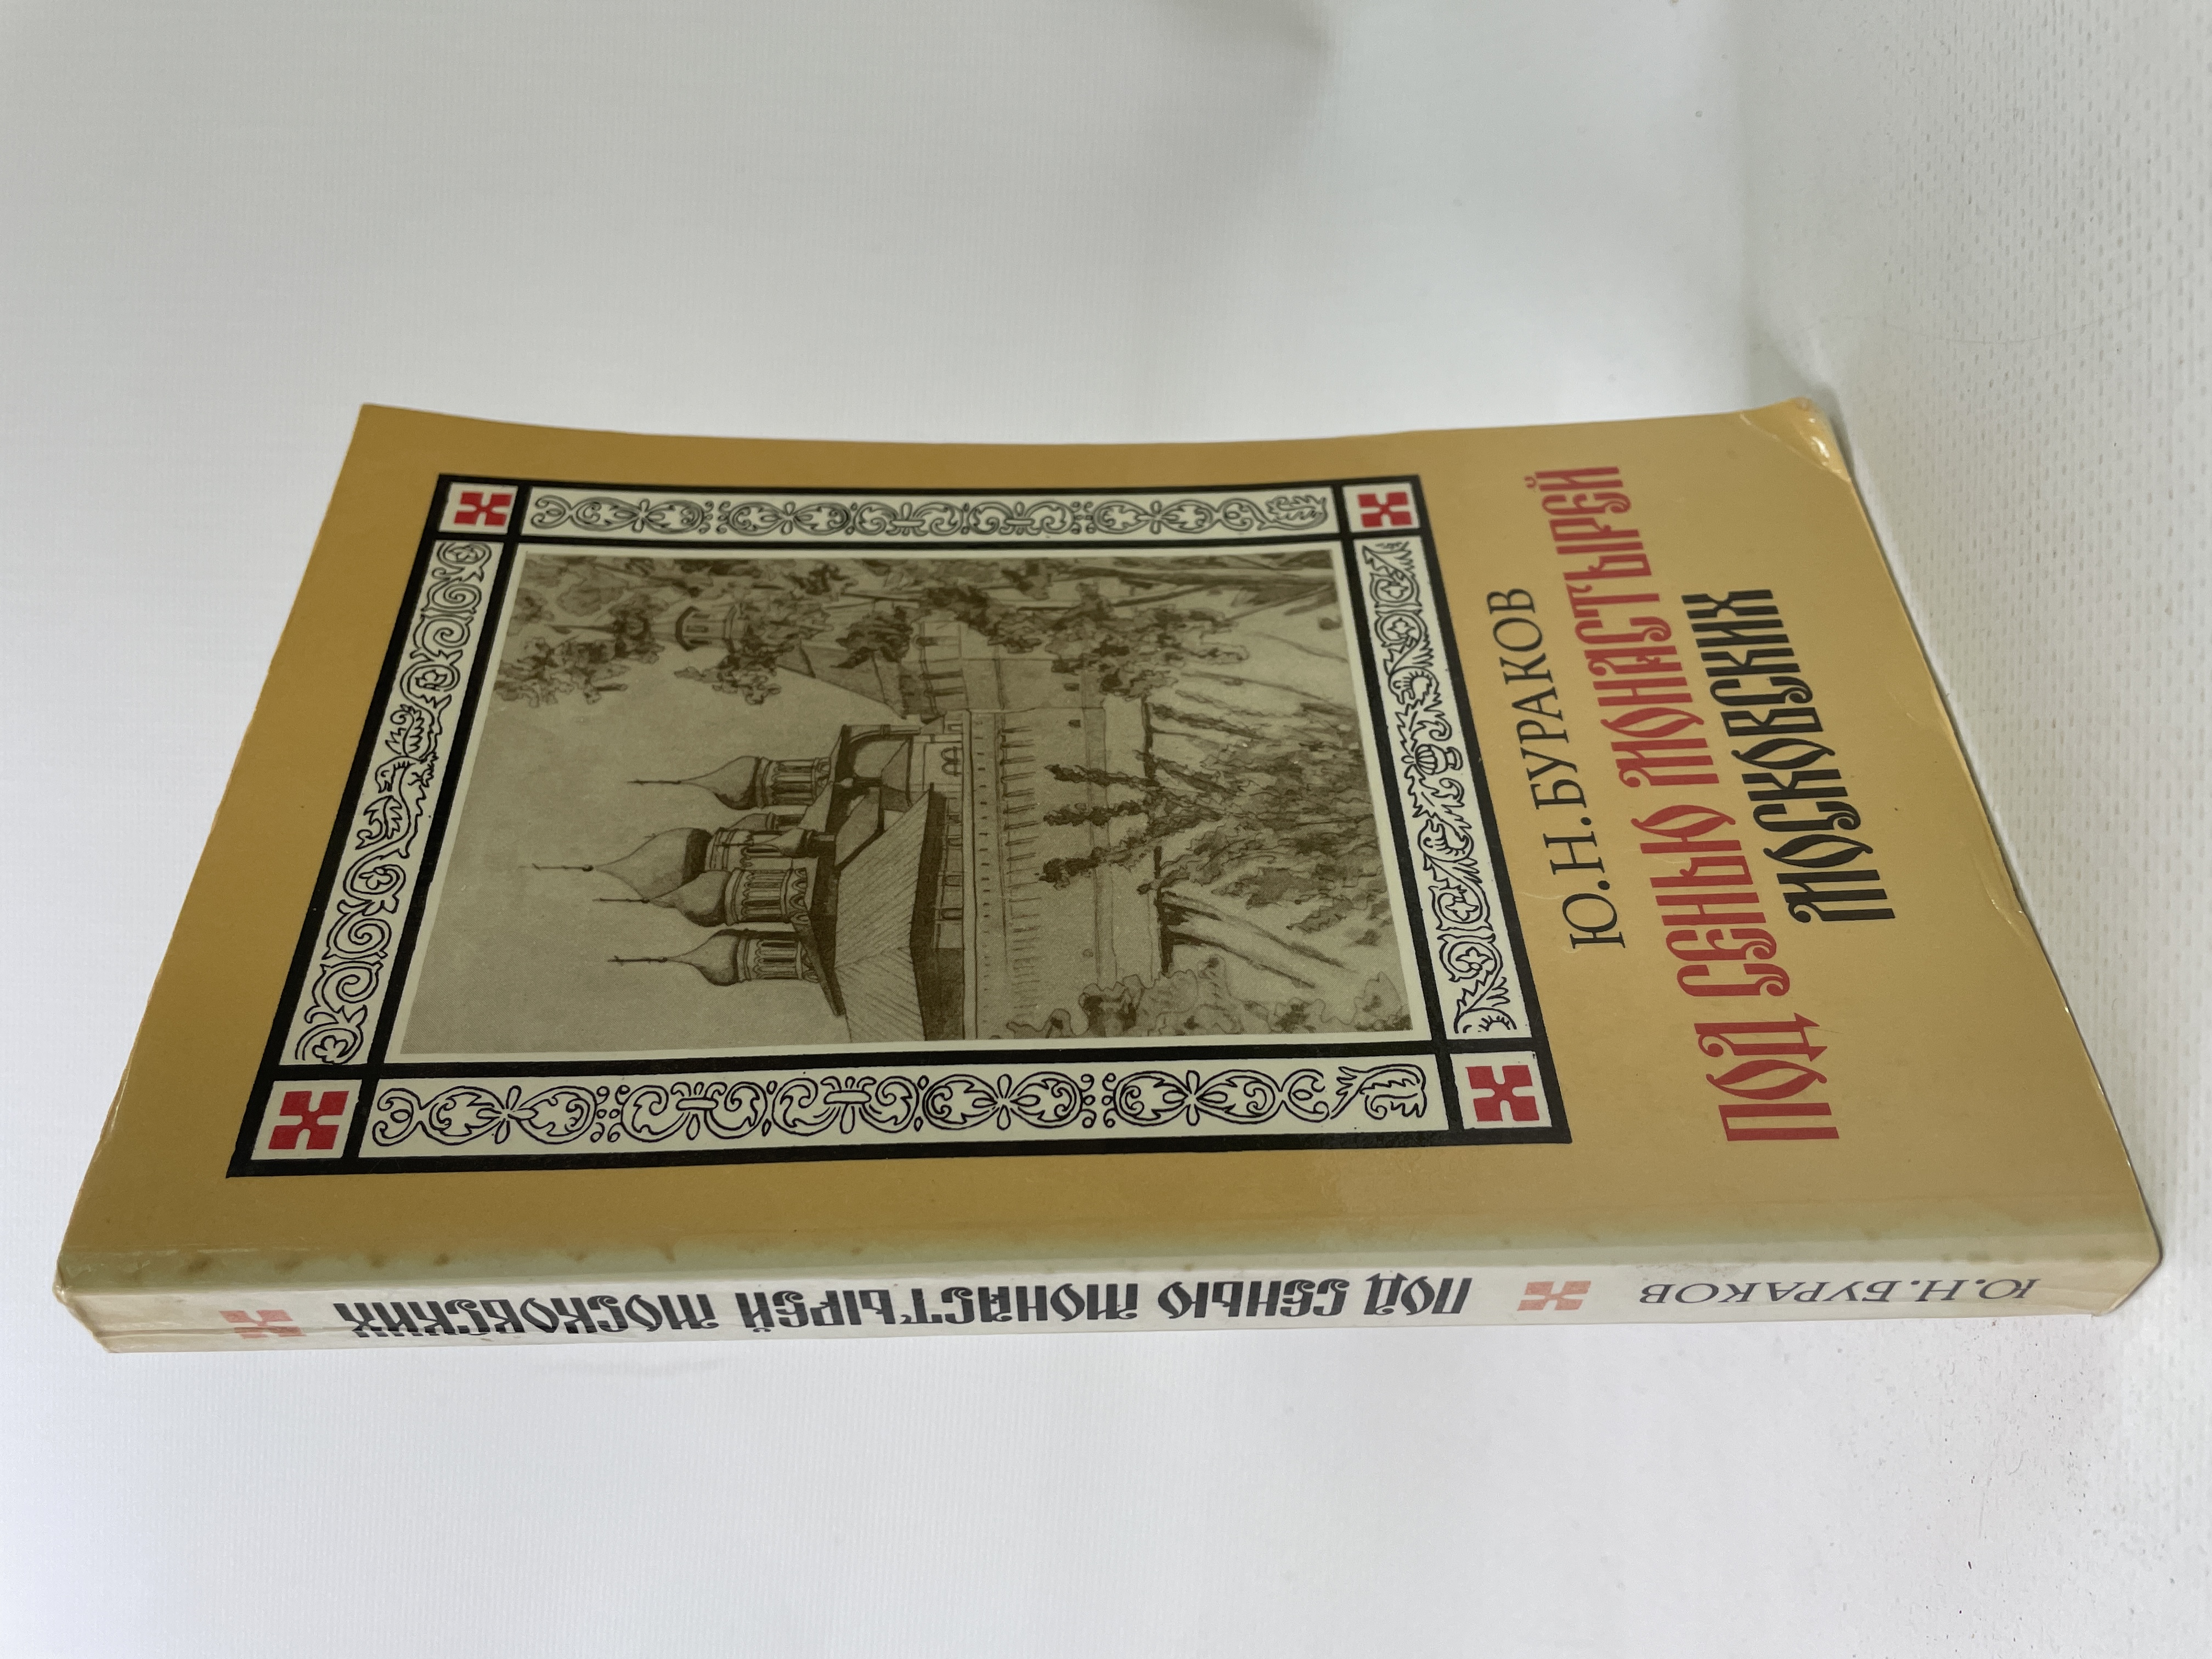 Ю.Н.БУРАКОВ
ПОД СЕНЬЮ МОНАСТЫРЕЙ
МОСКОВСКИХ
Ю.Н.БУРАКОВ ПОД СЕНЬЮ МОНАСТЫРЕЙ МОСКОВСКИХ